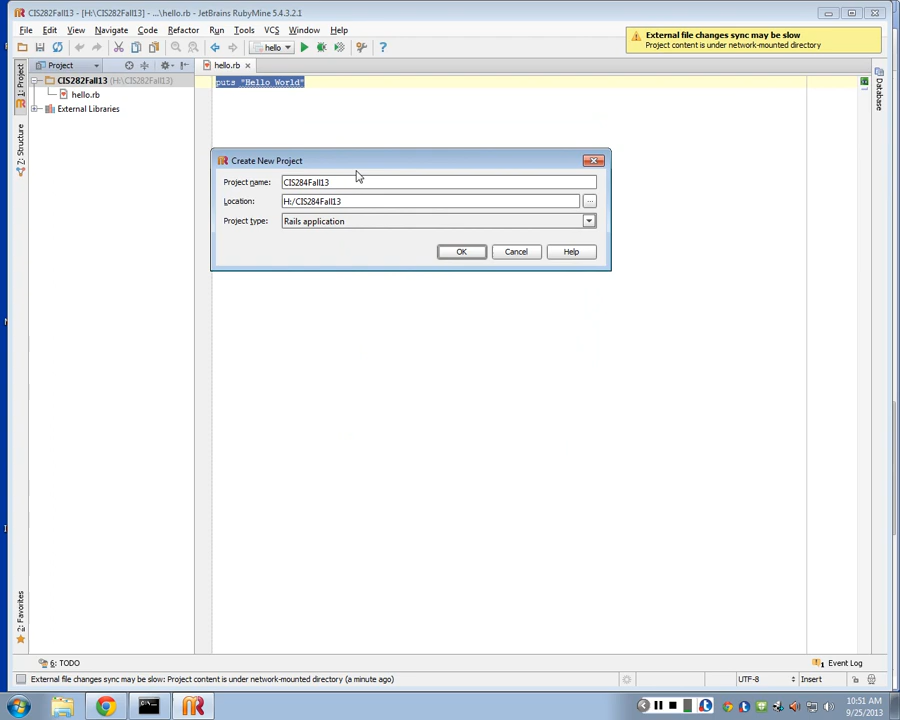 CIS282Fall13 - [H:\CIS282Fall13] - ...\hello.rb - JetBrains RubyMine 5.4.3.2.1
File Edit View Navigate Code Refactor Run Tools VCS Window Help
hello
External file changes sync may be slow
Project content is under network-mounted directory
Project
hello.rb
1: Project
CIS282Fall13 (H:\CIS282Fall13)
hello.rb
External Libraries
puts "Hello World"
Database
Z: Structure
Create New Project
Project name: CIS284Fall13
Location: H:/CIS284Fall13
...
Project type: Rails application
OK Cancel Help
2: Favorites
6: TODO
1 Event Log
External file changes sync may be slow: Project content is under network-mounted directory (a minute ago)
UTF-8
Insert
10:51 AM
9/25/2013